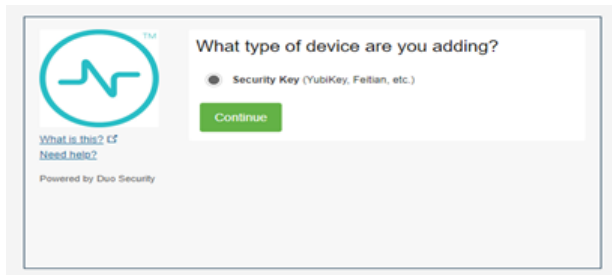 TM
What type of device are you adding?
Security Key (YubiKey, Feitian, etc.)
Continue
What is this?
Need help?
Powered by Duo Security